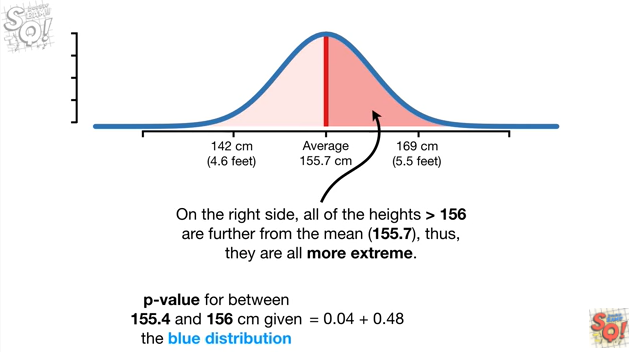 SQ!
142 cm
(4.6 feet)
Average
155.7 cm
169 cm
(5.5 feet)
On the right side, all of the heights > 156
are further from the mean (155.7), thus,
they are all more extreme.
p-value for between
155.4 and 156 cm given = 0.04 + 0.48
the blue distribution
SQ!